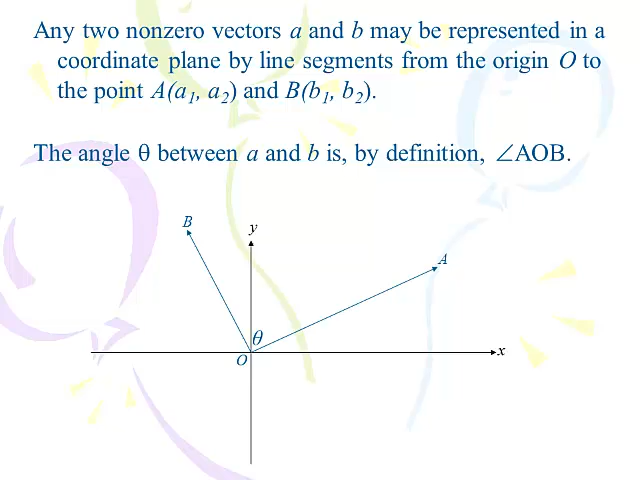 Any two nonzero vectors a and b may be represented in a
coordinate plane by line segments from the origin O to
the point A(a1, a2) and B(b1, b2).
The angle θ between a and b is, by definition, ∠AOB.
B
y
A
θ
x
O